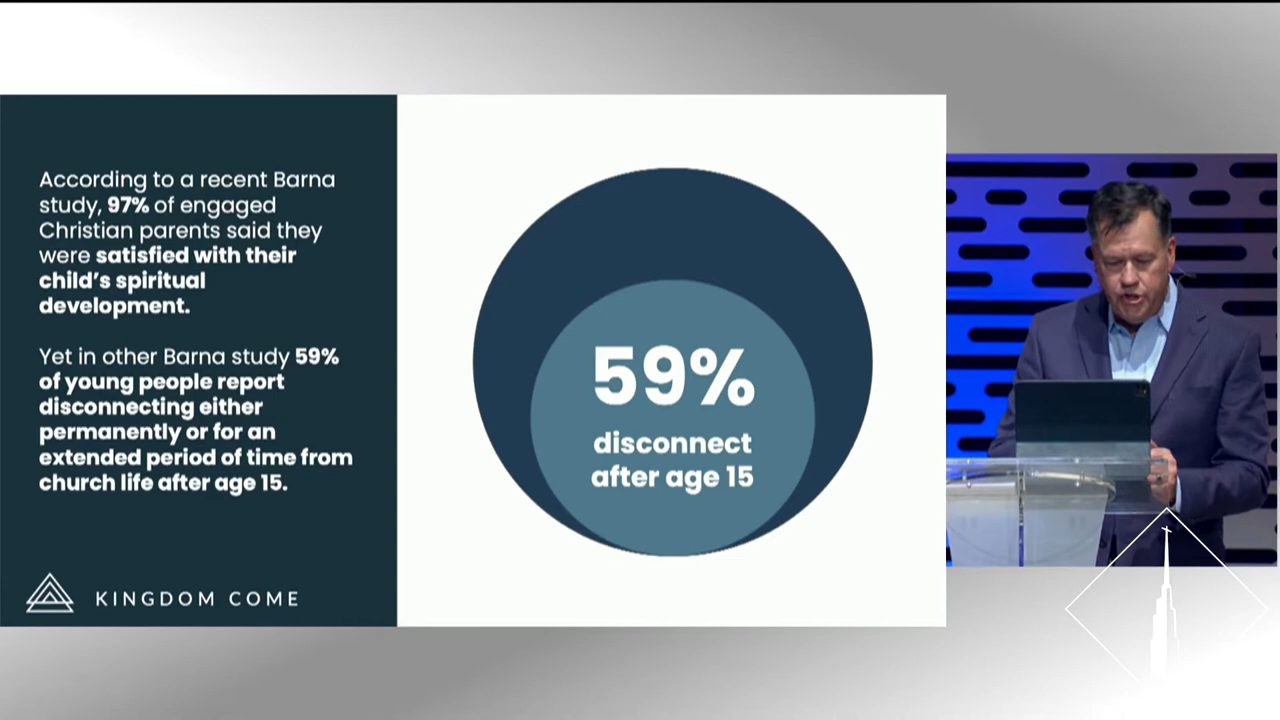 According to a recent Barna
study, 97% of engaged
Christian parents said they
were satisfied with their
child's spiritual
development.
Yet in other Barna study 59%
of young people report
disconnecting either
permanently or for an
extended period of time from
church life after age 15.
KINGDOM COME
59%
disconnect
after age 15